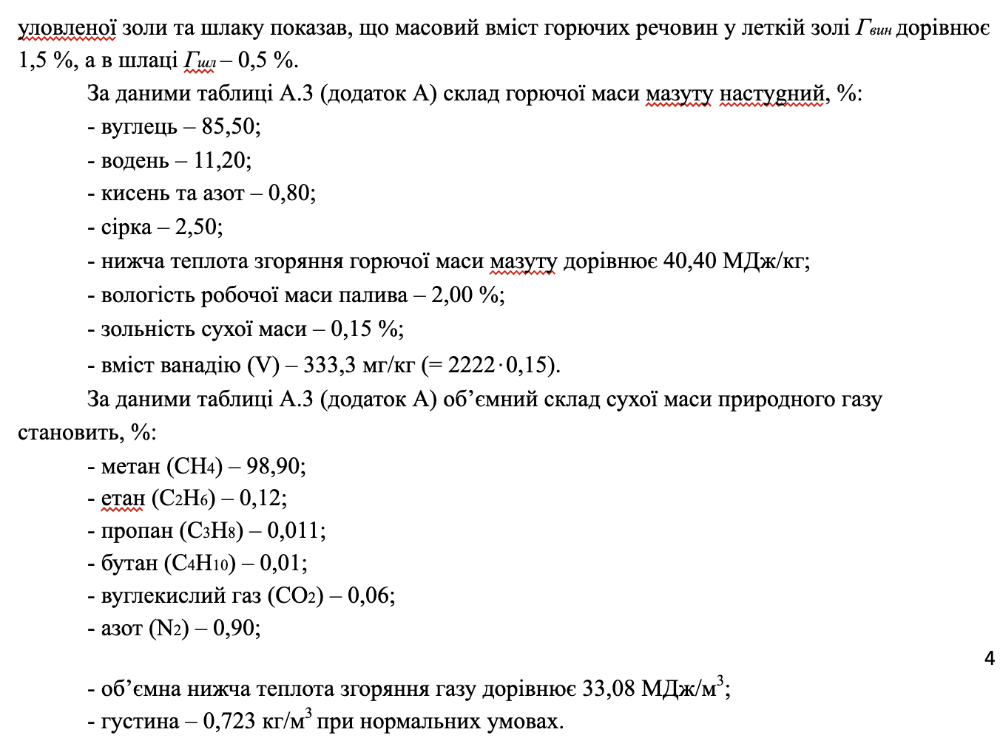 уловленої золи та шлаку показав, що масовий вміст горючих речовин у леткій золі Гвин дорівнює
1,5 %, а в шлаці Гшл – 0,5 %.
За даними таблиці А.3 (додаток А) склад горючої маси мазуту настудний, %:
- вуглець – 85,50;
- водень – 11,20;
- кисень та азот – 0,80;
- сірка – 2,50;
- нижча теплота згоряння горючої маси мазуту дорівнює 40,40 МДж/кг;
- вологість робочої маси палива – 2,00 %;
- зольність сухої маси – 0,15 %;
- вміст ванадію (V) – 333,3 мг/кг (= 2222·0,15).
За даними таблиці А.3 (додаток А) об’ємний склад сухої маси природного газу
становить, %:
- метан (CH4) – 98,90;
- етан (C2H6) – 0,12;
- пропан (C3H8) – 0,011;
- бутан (C4H10) – 0,01;
- вуглекислий газ (CO2) – 0,06;
- азот (N2) – 0,90;
4
- об’ємна нижча теплота згоряння газу дорівнює 33,08 МДж/м³;
- густина – 0,723 кг/м³ при нормальних умовах.